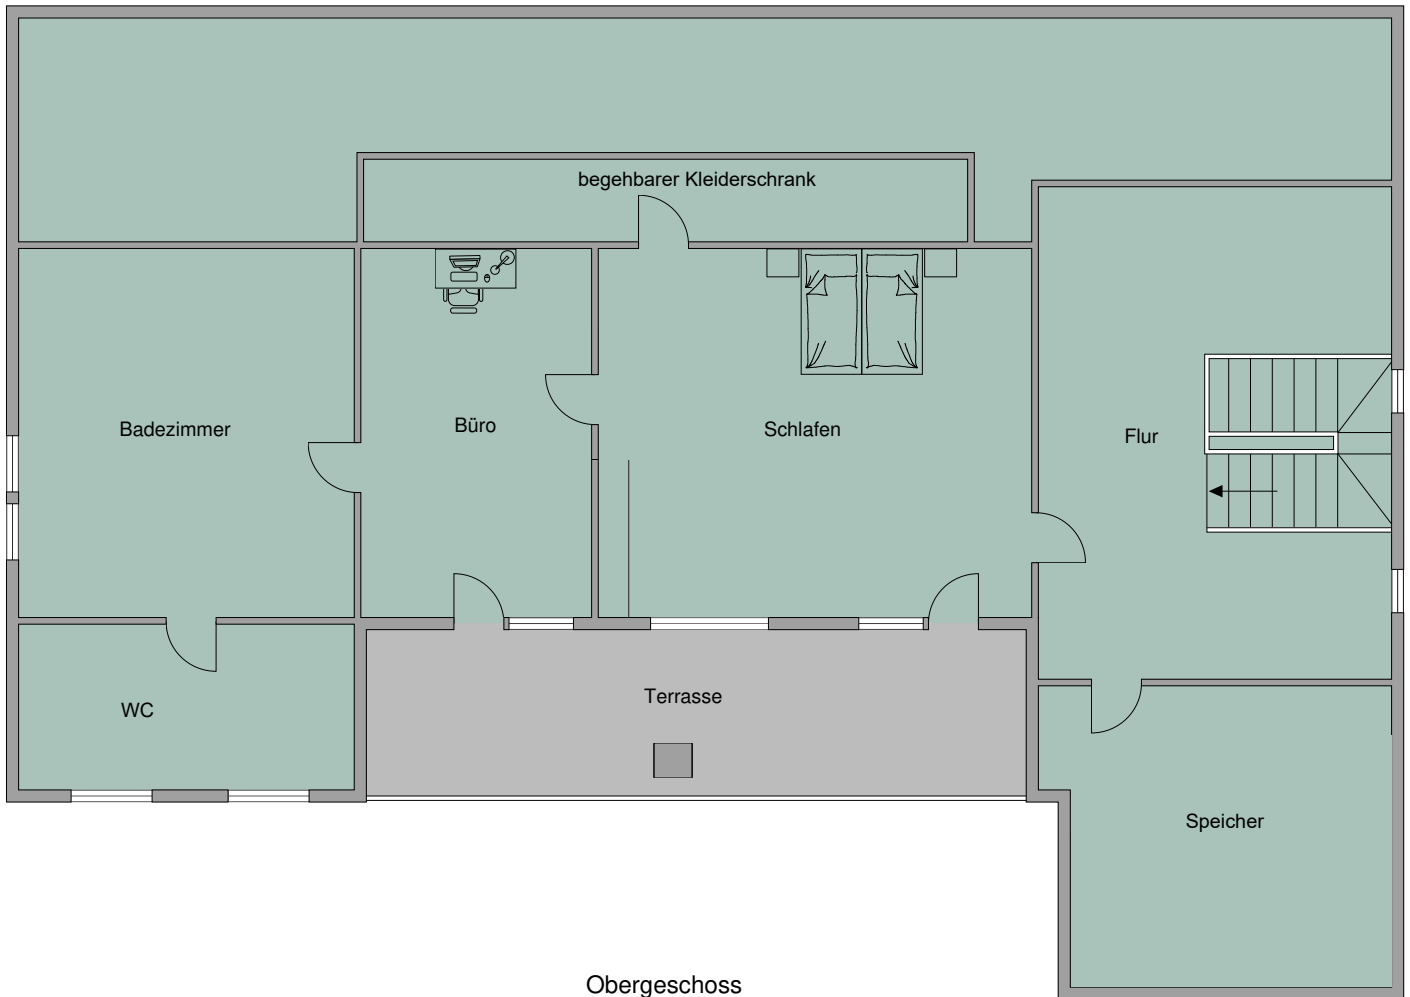 begehbarer Kleiderschrank
Badezimmer
Büro
Schlafen
Flur
WC
Terrasse
Speicher
Obergeschoss